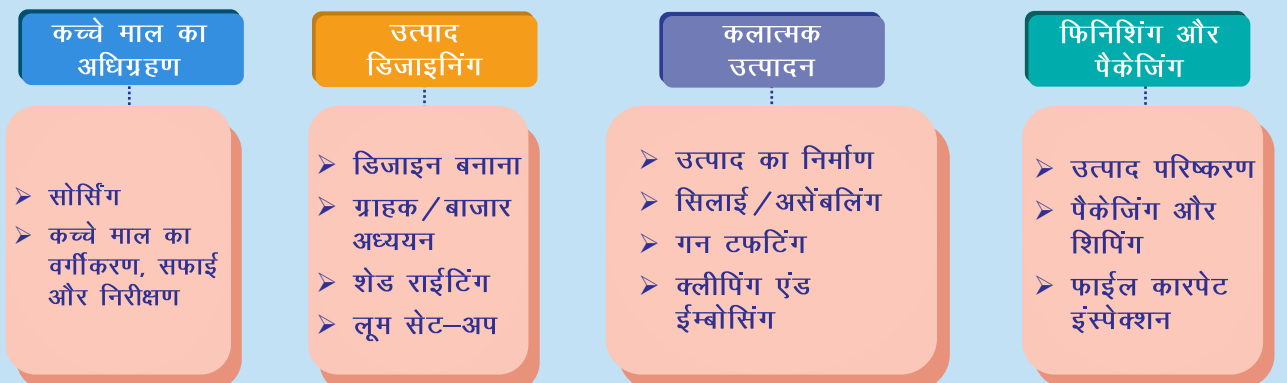 कच्चे माल का
अधिग्रहण
सोर्सिंग
कच्चे माल का
वर्गीकरण, सफाई
और निरीक्षण
उत्पाद
डिजाइनिंग
डिजाइन बनाना
ग्राहक/बाजार
अध्ययन
शेड राईटिंग
लूम सेट–अप
कलात्मक
उत्पादन
उत्पाद का निर्माण
सिलाई/असेंबलिंग
गन टफटिंग
क्लीपिंग एंड
ईम्बोसिंग
फिनिशिंग और
पैकेजिंग
उत्पाद परिष्करण
पैकेजिंग और
शिपिंग
फाईल कारपेट
इंस्पेक्शन